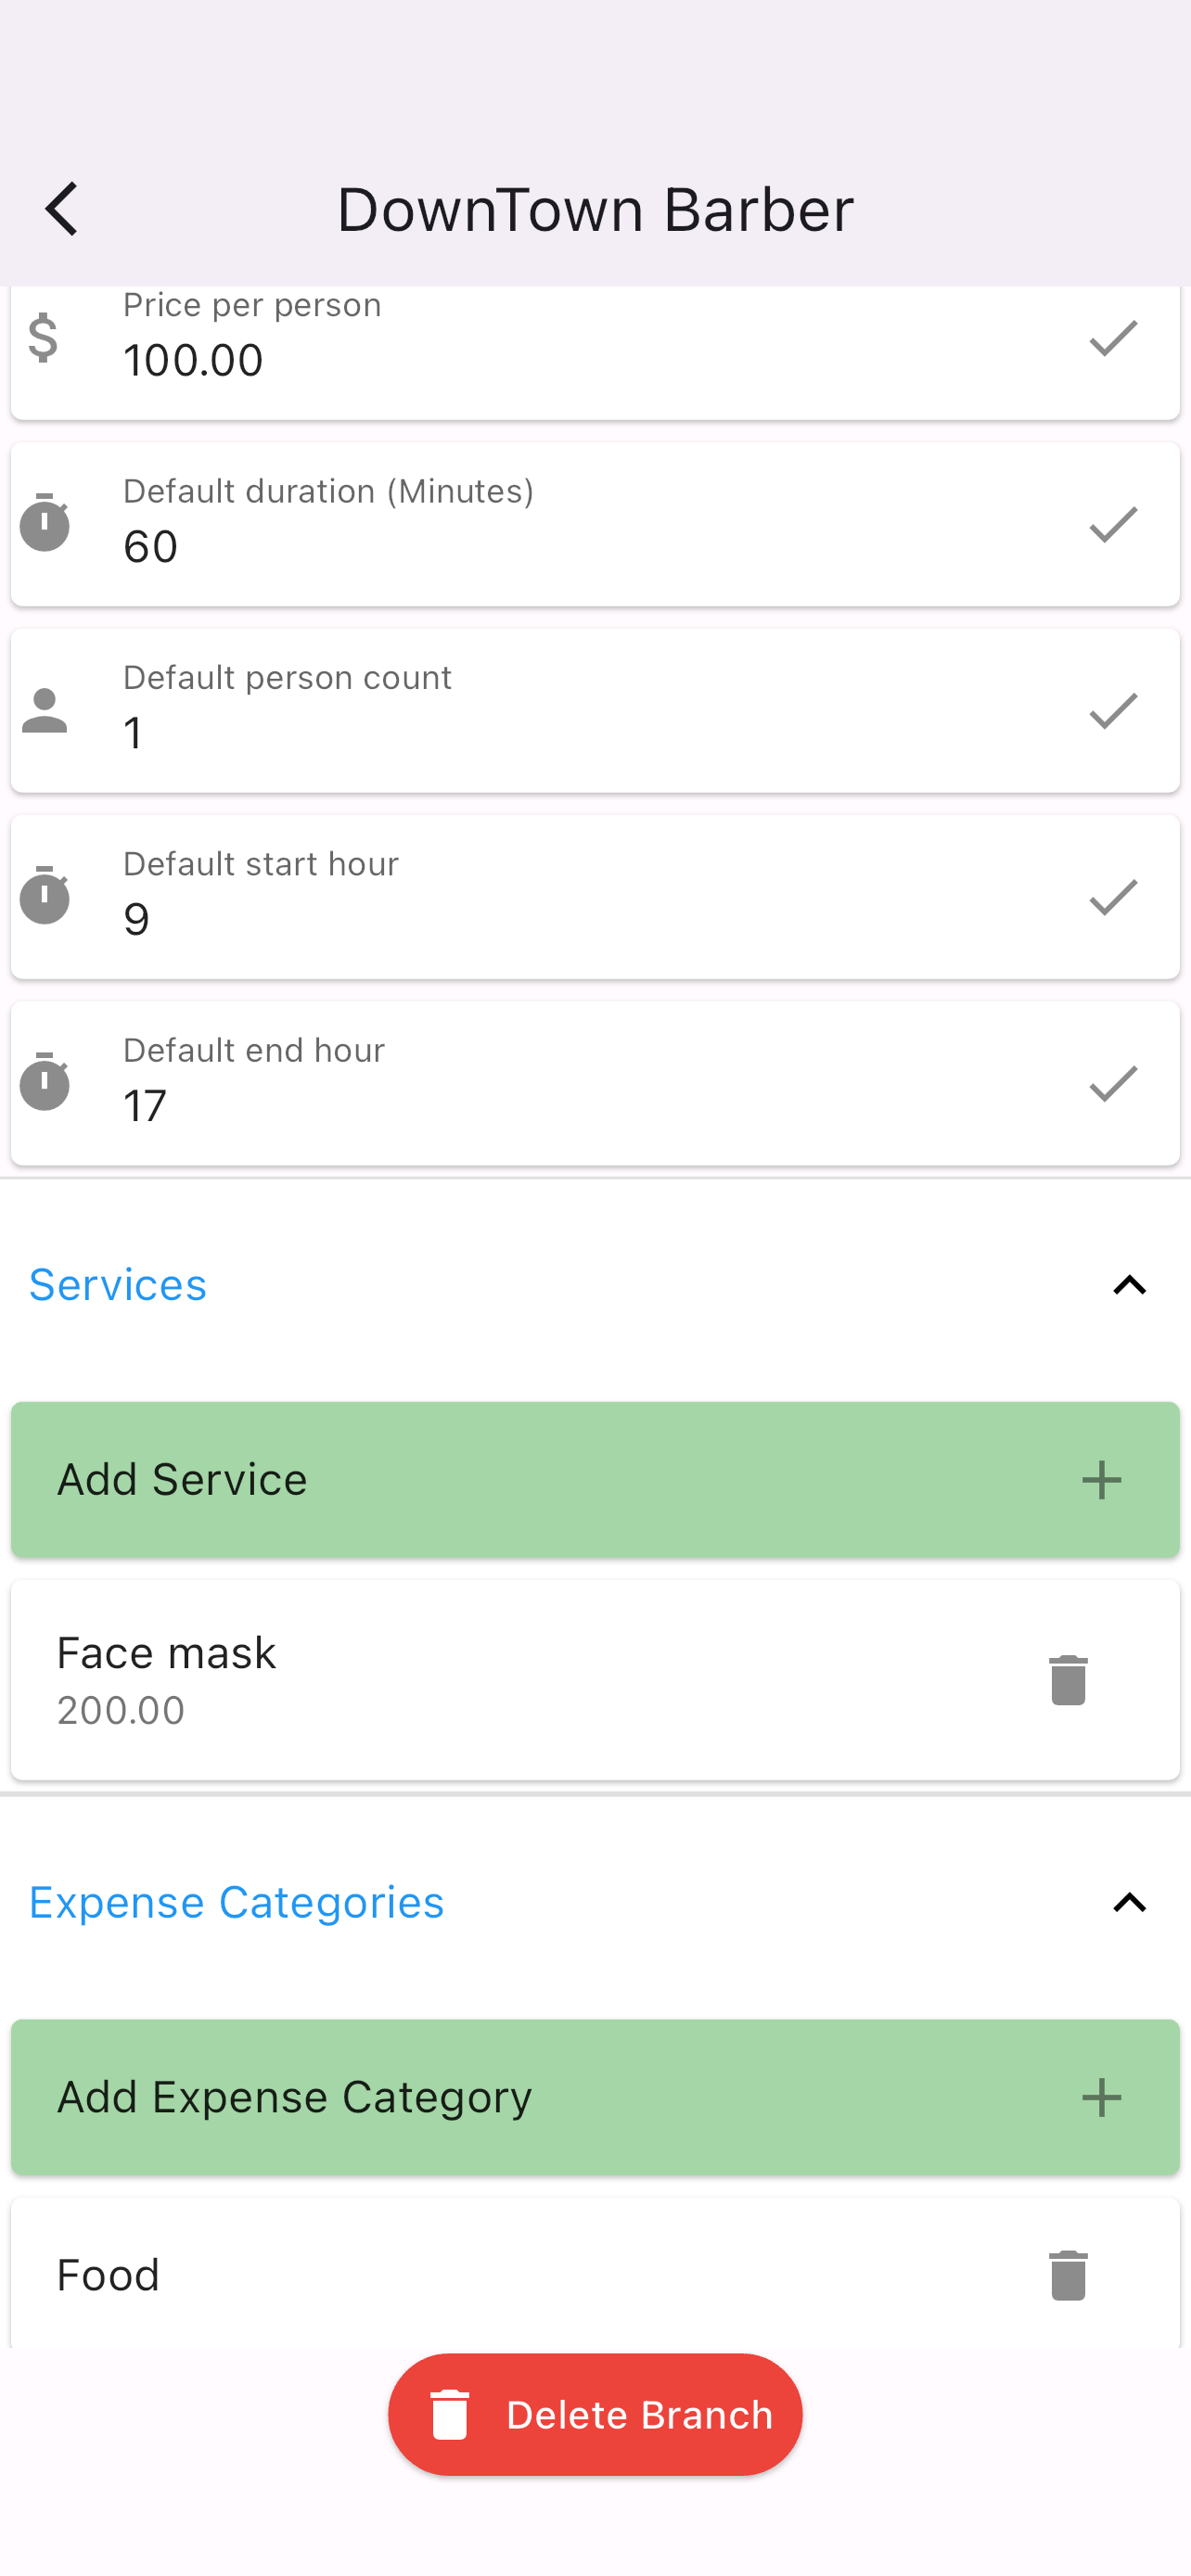 DownTown Barber
Price per person
100.00
Default duration (Minutes)
60
Default person count
1
Default start hour
9
Default end hour
17
Services
Add Service
Face mask
200.00
Expense Categories
Add Expense Category
Food
Delete Branch